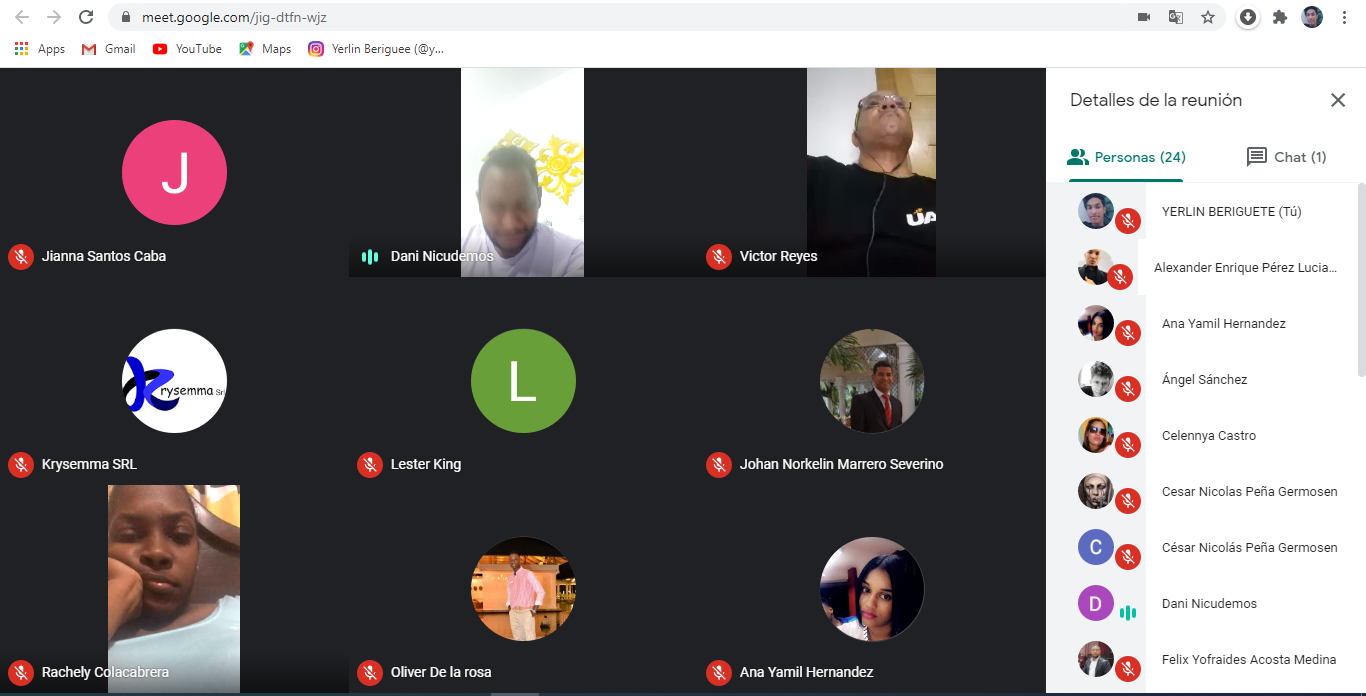 meet.google.com/jig-dtfn-wjz
Apps Gmail YouTube Maps Yerlin Beriguee (@y...
J
Jianna Santos Caba
Dani Nicudemos
Victor Reyes
Krysemma Srl
Krysemma SRL
L
Lester King
Johan Norkelin Marrero Severino
Rachely Colacabrera
Oliver De la rosa
Ana Yamil Hernandez
Detalles de la reunión
Personas (24) Chat (1)
YERLIN BERIGUETE (Tú)
Alexander Enrique Pérez Lucia...
Ana Yamil Hernandez
Ángel Sánchez
Celennya Castro
Cesar Nicolas Peña Germosen
C
César Nicolás Peña Germosen
D
Dani Nicudemos
Felix Yofraides Acosta Medina